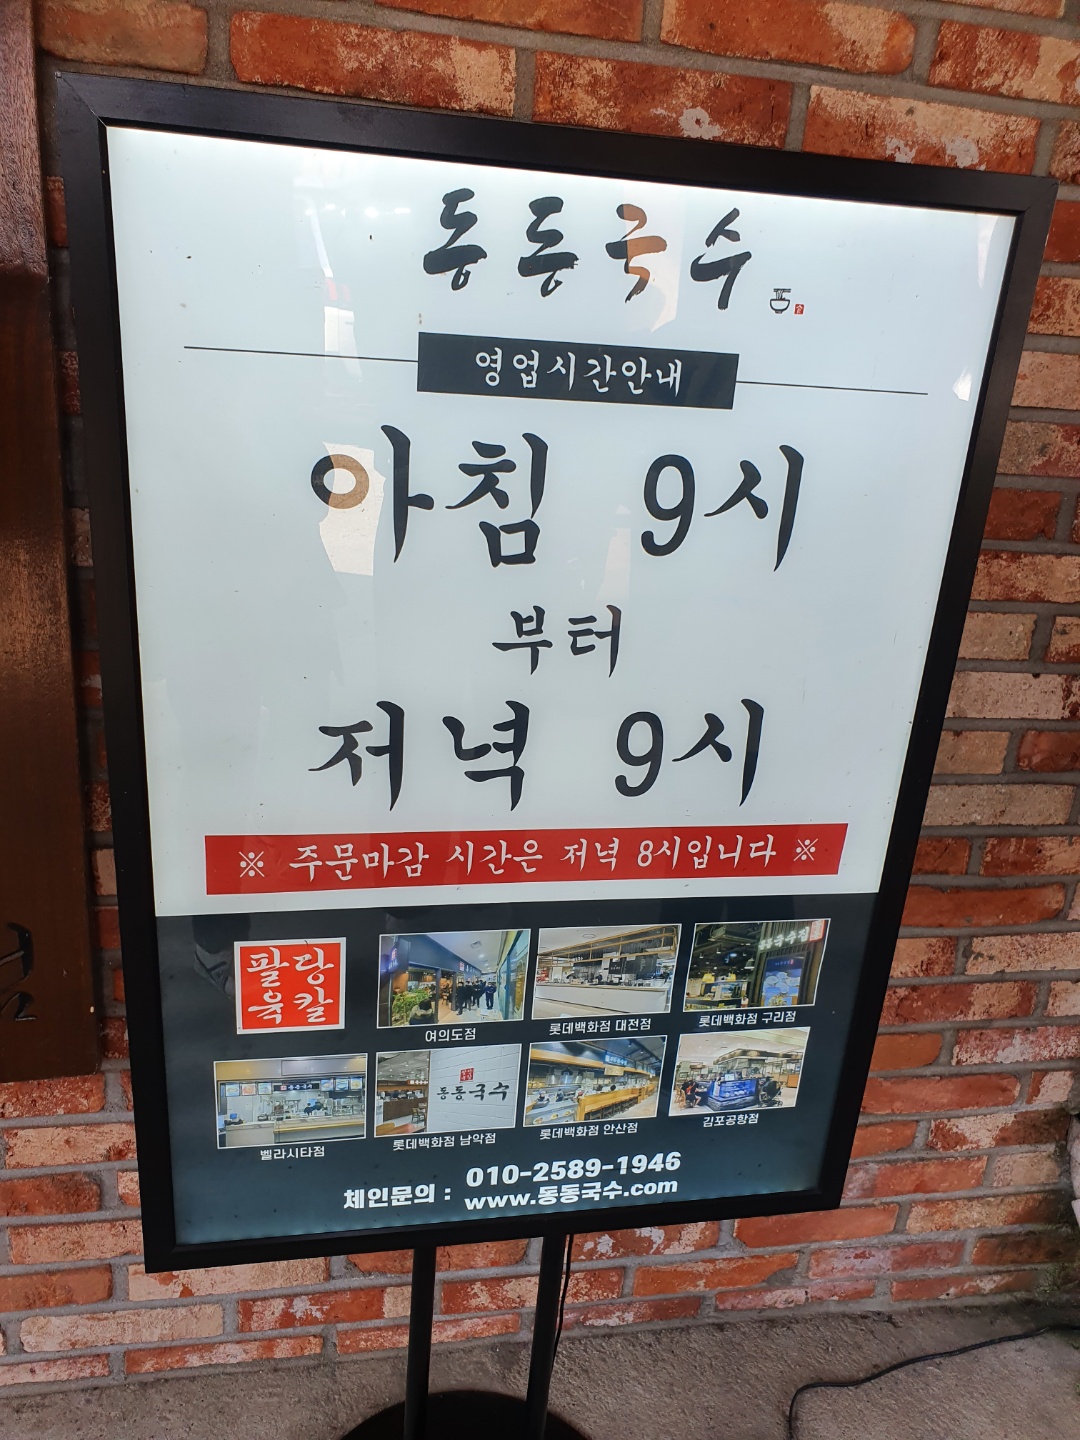 동동국수
영업시간안내
아침 9시
부터
저녁 9시
※ 주문마감 시간은 저녁 8시입니다 ※
팔당
육칼
여의도점
롯데백화점 대전점
롯데백화점 구리점
벨라시타점
동동국수
롯데백화점 남악점
롯데백화점 안산점
김포공항점
체인문의 : 010-2589-1946
www.동동국수.com